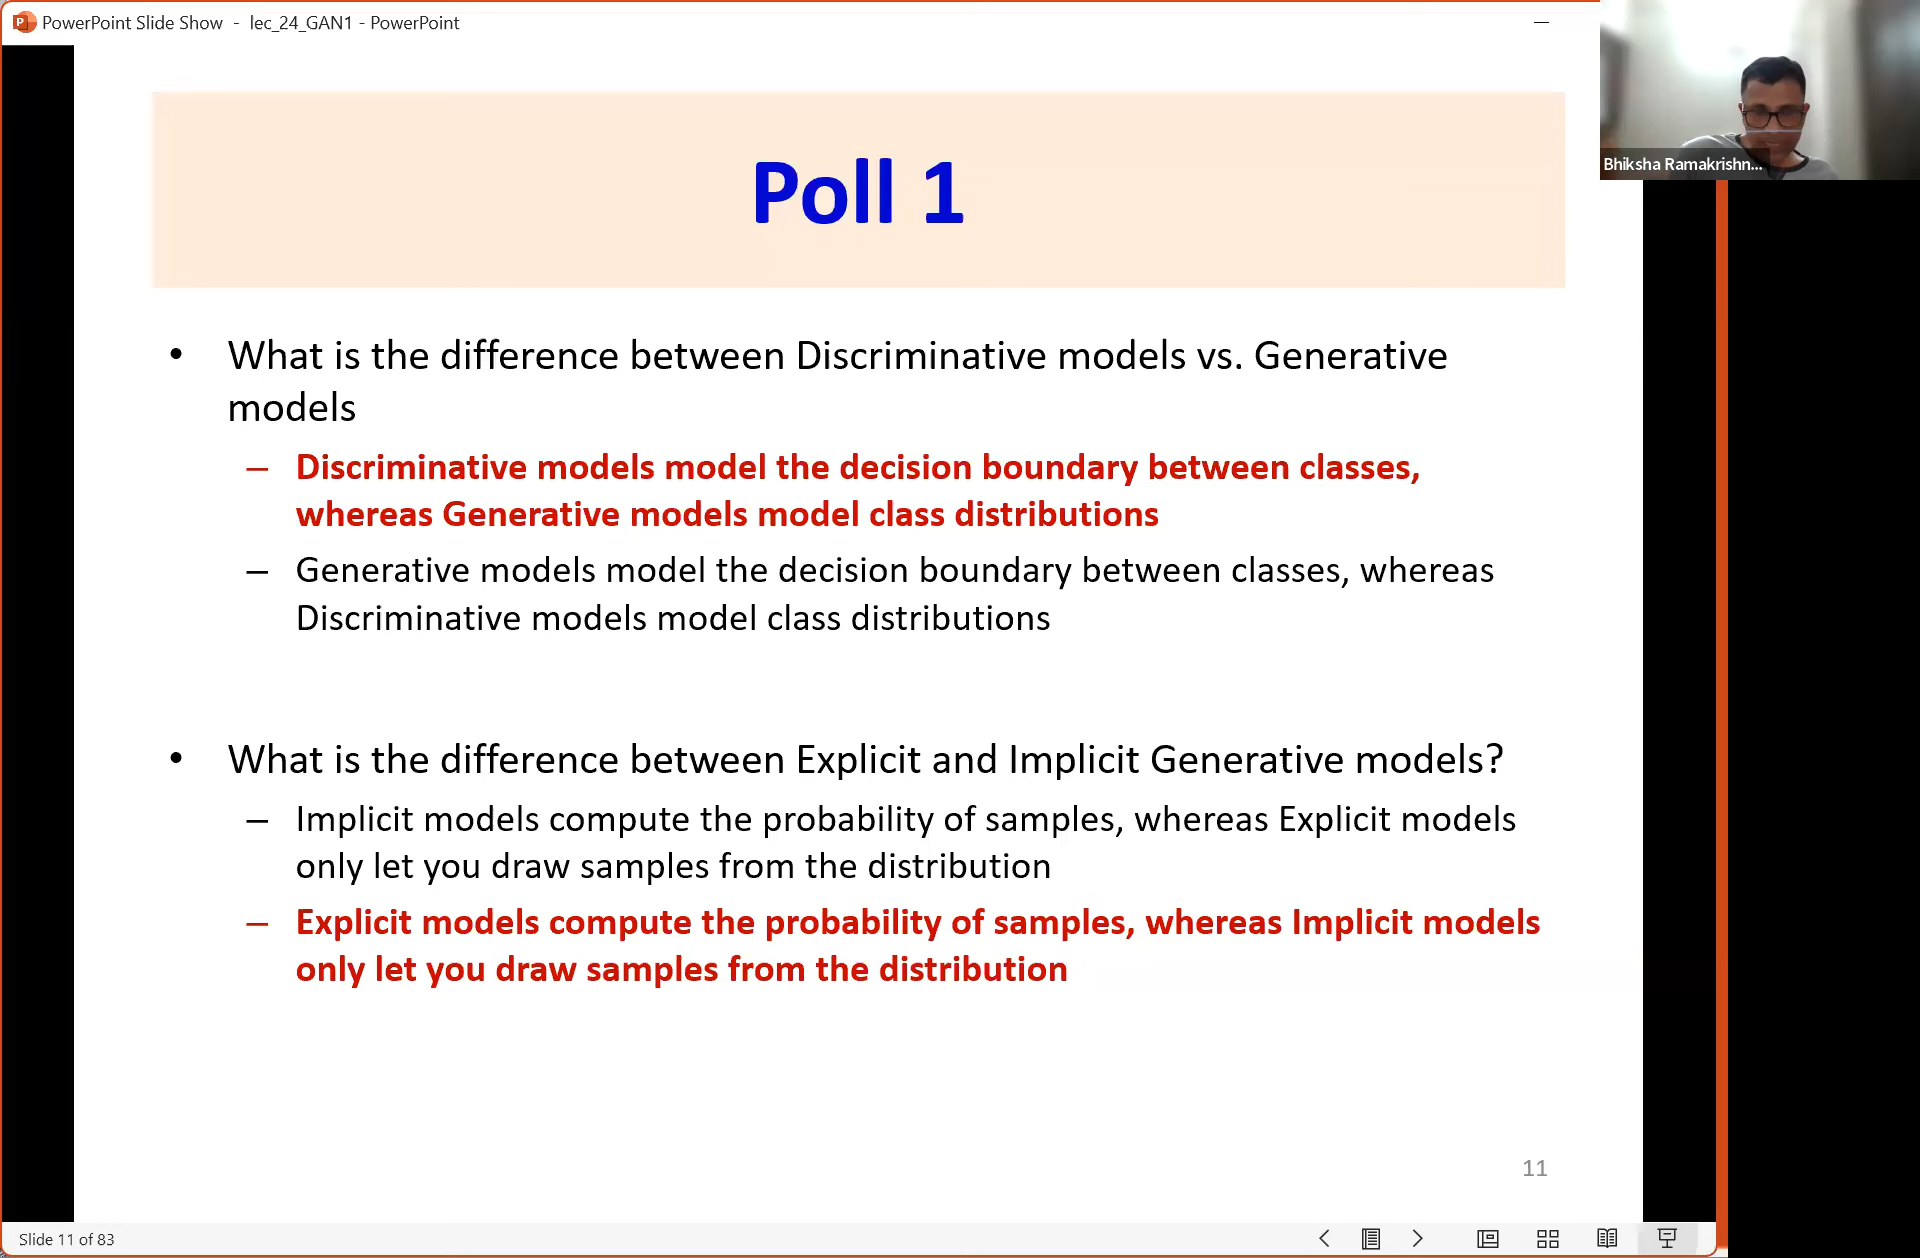 PowerPoint Slide Show - lec_24_GAN1 - PowerPoint
Bhiksha Ramakrishn...
Poll 1
• What is the difference between Discriminative models vs. Generative
models
– Discriminative models model the decision boundary between classes,
whereas Generative models model class distributions
– Generative models model the decision boundary between classes, whereas
Discriminative models model class distributions
• What is the difference between Explicit and Implicit Generative models?
– Implicit models compute the probability of samples, whereas Explicit models
only let you draw samples from the distribution
– Explicit models compute the probability of samples, whereas Implicit models
only let you draw samples from the distribution
11
Slide 11 of 83